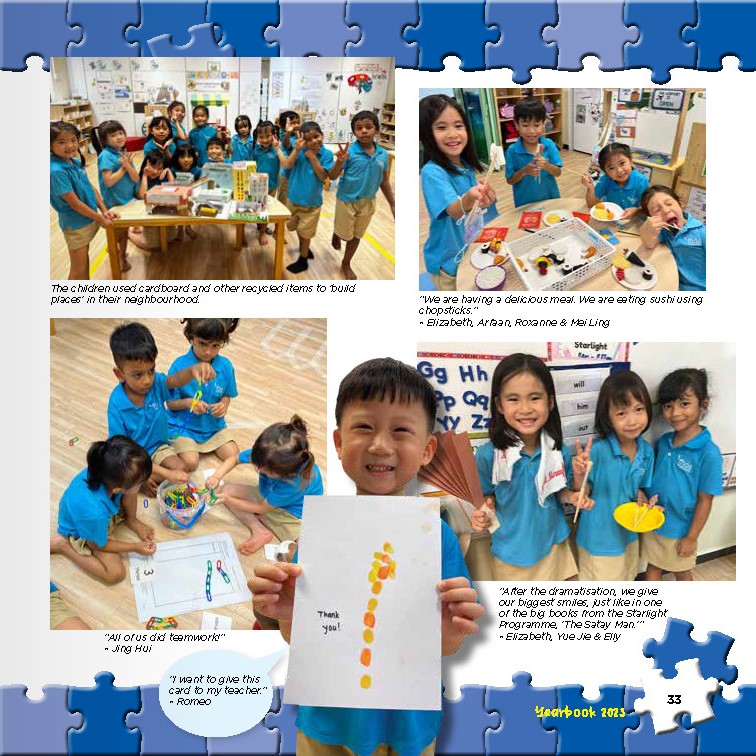 The children used cardboard and other recycled items to 'build
places' in their neighbourhood.
"We are having a delicious meal. We are eating sushi using
chopsticks."
- Elizabeth, Arfaan, Roxanne & Mei Ling
Starlight
Gg Hh
Pp Qq
YY Zz
will
him
out
Thank
you!
3
"All of us did teamwork!"
- Jing Hui
"After the dramatisation, we give
our biggest smiles, just like in one
of the big books from the Starlight
Programme, 'The Satay Man.'"
- Elizabeth, Yue Jie & Elly
"I want to give this
card to my teacher."
- Romeo
Yearbook 2023
33